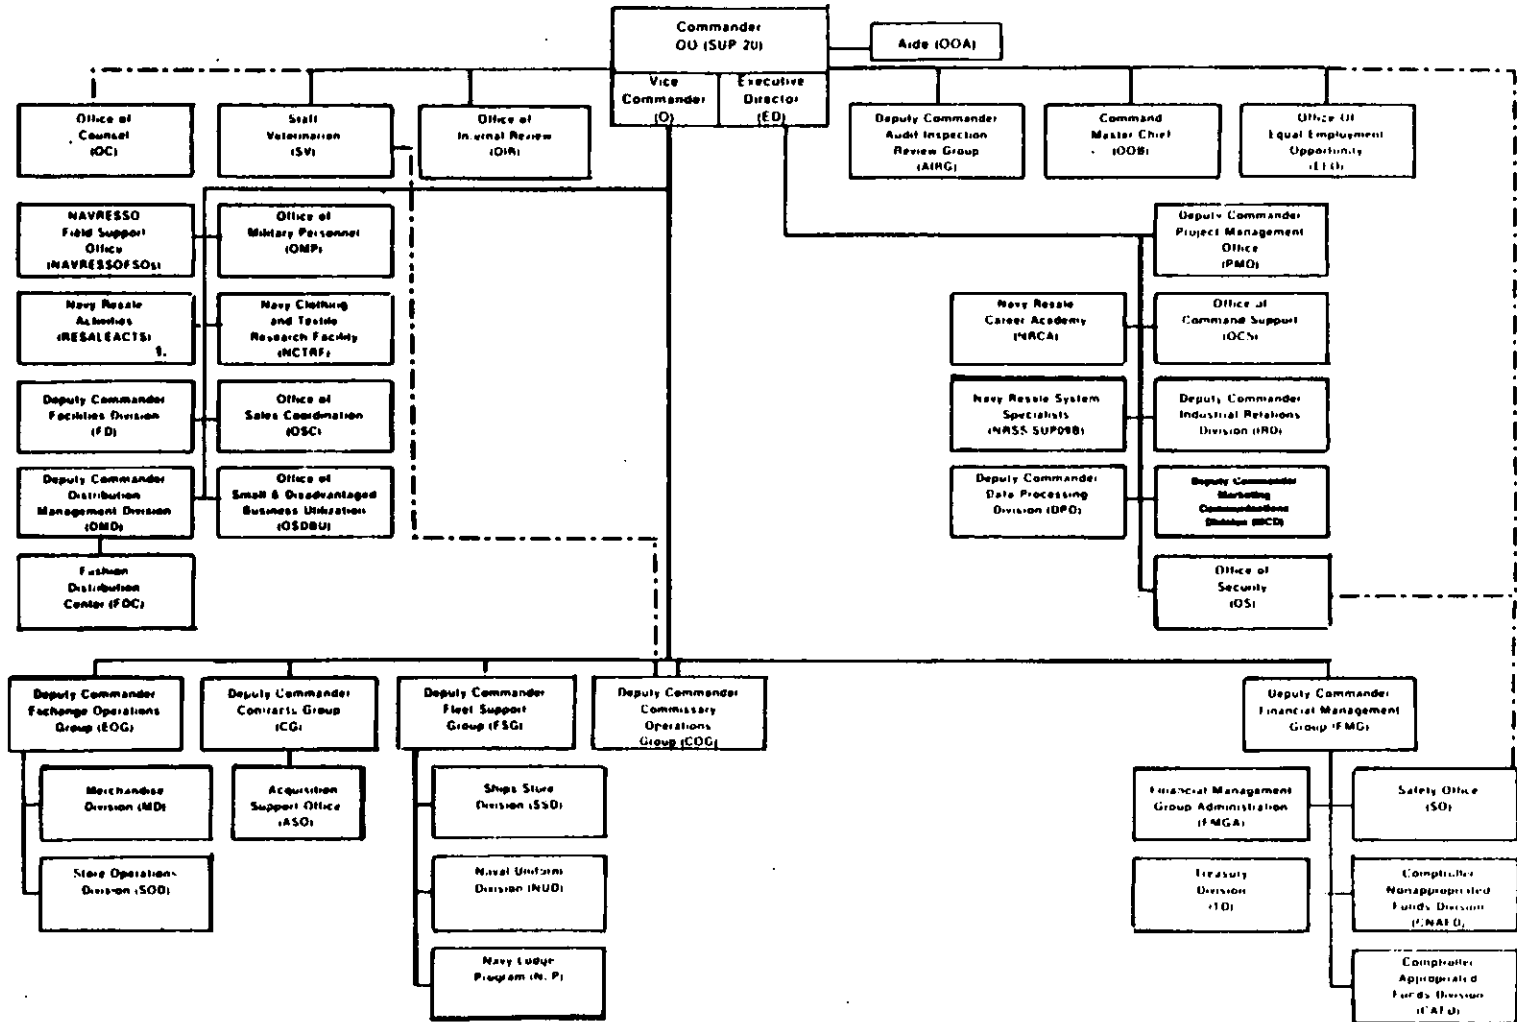 Commander
OO (SUP 2U)
Aide (OOA)
Vice
Commander
(O)
Executive
Director
(ED)
Office of
Counsel
(OC)
Staff
Veterinarian
(SV)
Office of
Internal Review
(OIR)
Deputy Commander
Audit Inspection
Review Group
(AIRG)
Command
Master Chief
(OOB)
Office Of
Equal Employment
Opportunity
(EEO)
NAVRESSO
Field Support
Office
(NAVRESSOFSOs)
Office of
Military Personnel
(OMP)
Deputy Commander
Project Management
Office
(PMO)
Navy Resale
Activities
(RESALEACTS)
1.
Navy Clothing
and Textile
Research Facility
(NCTRF)
Navy Resale
Career Academy
(NRCA)
Office of
Command Support
(OCS)
Deputy Commander
Facilities Division
(FD)
Office of
Sales Coordination
(OSC)
Navy Resale System
Specialists
(NRSS SUP09B)
Deputy Commander
Industrial Relations
Division (IRD)
Deputy Commander
Distribution
Management Division
(DMD)
Office of
Small & Disadvantaged
Business Utilization
(OSDBU)
Deputy Commander
Data Processing
Division (DPD)
Deputy Commander
Marketing
Communications
Division (MCD)
Fashion
Distribution
Center (FDC)
Office of
Security
(OS)
Deputy Commander
Exchange Operations
Group (EOG)
Deputy Commander
Contracts Group
(CG)
Deputy Commander
Fleet Support
Group (FSG)
Deputy Commander
Commissary
Operations
Group (COG)
Deputy Commander
Financial Management
Group (FMG)
Merchandise
Division (MD)
Acquisition
Support Office
(ASO)
Ships Store
Division (SSD)
Financial Management
Group Administration
(FMGA)
Safety Office
(SO)
Store Operations
Division (SOD)
Naval Uniform
Division (NUD)
Treasury
Division
(TD)
Comptroller
Nonappropriated
Funds Division
(CNAFD)
Navy Lodge
Program
Comptroller
Appropriated
Funds Division
(CAFD)